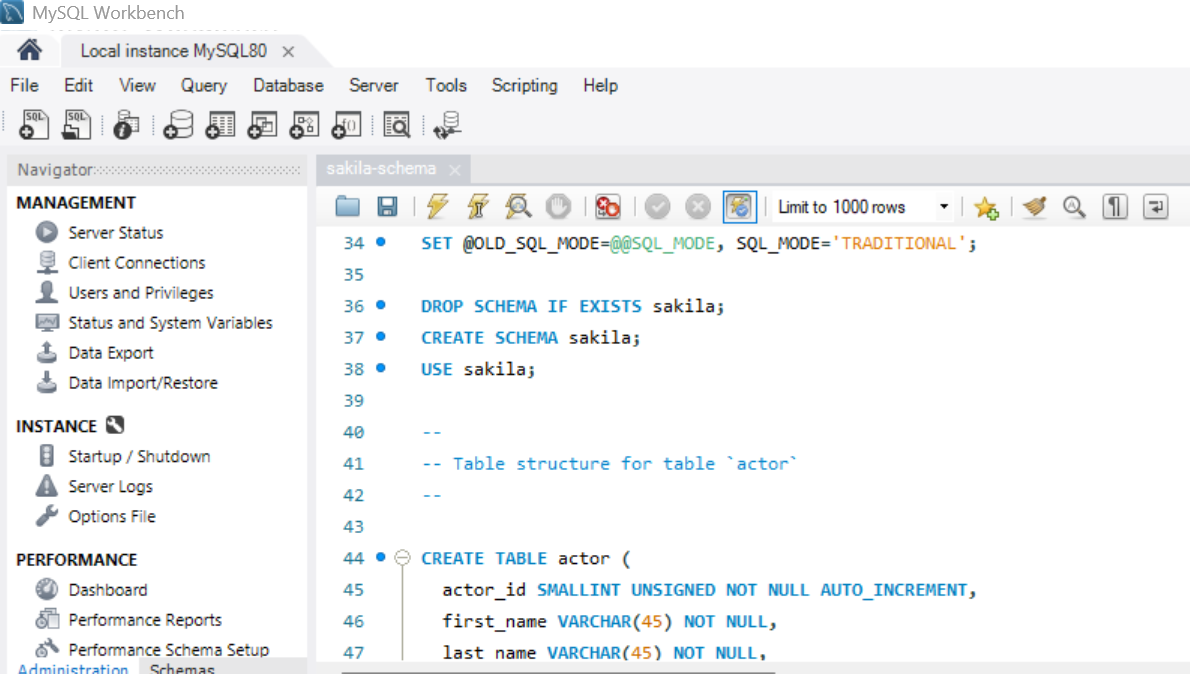 MySQL Workbench
Local instance MySQL80
File Edit View Query Database Server Tools Scripting Help
SQL SQL
Navigator
MANAGEMENT
Server Status
Client Connections
Users and Privileges
Status and System Variables
Data Export
Data Import/Restore
INSTANCE
Startup / Shutdown
Server Logs
Options File
PERFORMANCE
Dashboard
Performance Reports
Performance Schema Setup
Administration Schemas
sakila-schema
Limit to 1000 rows
34 SET @OLD_SQL_MODE=@@SQL_MODE, SQL_MODE='TRADITIONAL';
35
36 DROP SCHEMA IF EXISTS sakila;
37 CREATE SCHEMA sakila;
38 USE sakila;
39
40 --
41 -- Table structure for table `actor`
42 --
43
44 CREATE TABLE actor (
45 actor_id SMALLINT UNSIGNED NOT NULL AUTO_INCREMENT,
46 first_name VARCHAR(45) NOT NULL,
47 last_name VARCHAR(45) NOT NULL,